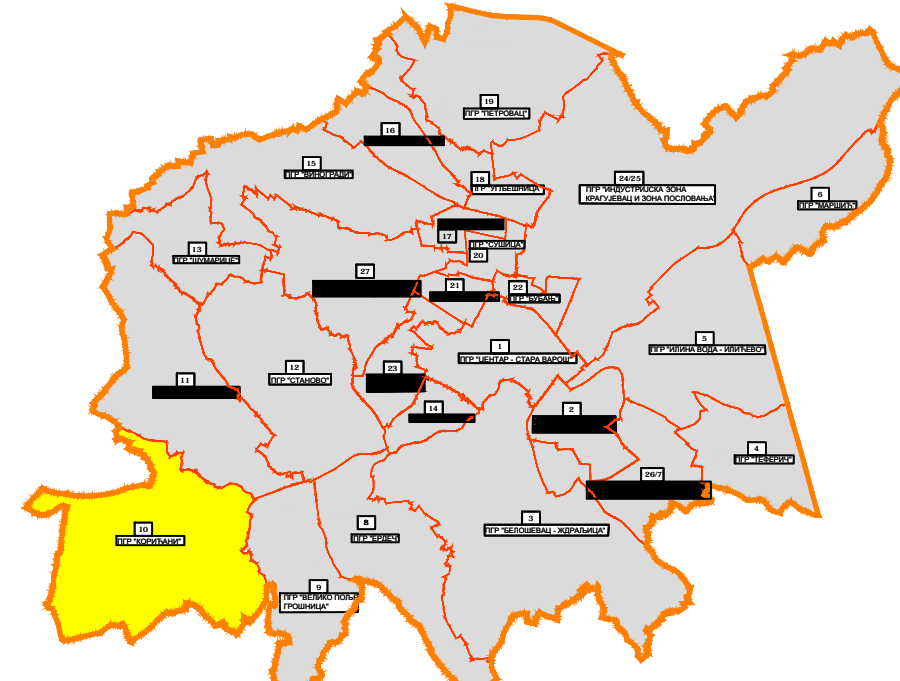 19
ПГР "ПЕТРОВАЦ"
16
15
ПГР "ВИНОГРАДИ"
18
ПГР "УГЉЕШНИЦА"
24/25
ПГР "ИНДУСТРИЈСКА ЗОНА
КРАГУЈЕВАЦ И ЗОНА ПОСЛОВАЊА"
6
ПГР "МАРШИЋ"
17
ПГР "СУШИЦА"
20
13
ПГР "ШУМАРИЦЕ"
27
21
22
ПГР "БУБАЊ"
1
ПГР "ЦЕНТАР - СТАРА ВАРОШ"
5
ПГР "ИЛИНА ВОДА - ИЛИЋЕВО"
12
ПГР "СТАНОВО"
23
11
14
2
4
ПГР "ТЕФЕРИЧ"
26/7
3
ПГР "БЕЛОШЕВАЦ - ЖДРАЉИЦА"
8
ПГР "ЕРДЕЧ"
10
ПГР "КОРИЋАНИ"
9
ПГР "ВЕЛИКО ПОЉЕ
ГРОШНИЦА"